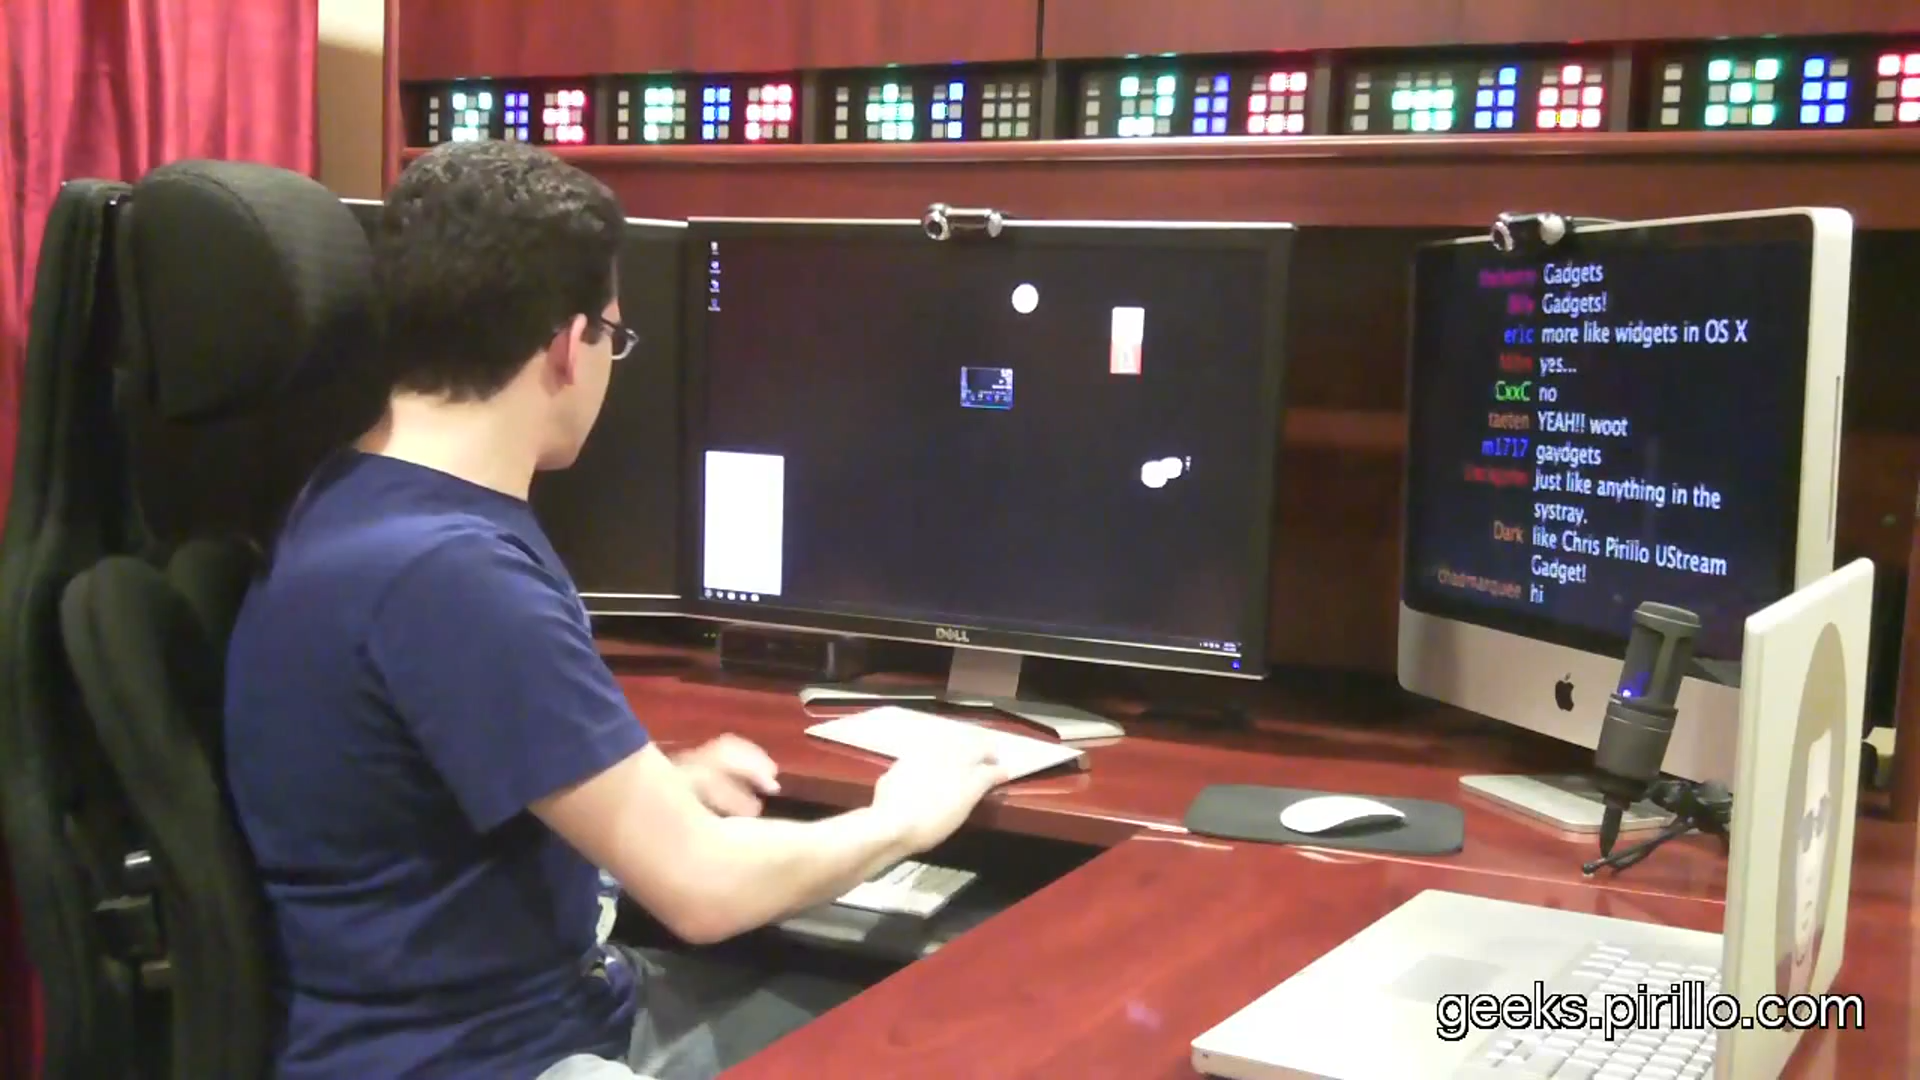 Gadgets
Gadgets!
eric more like widgets in OS X
yes...
CxxC no
taeten YEAH!! woot
m1717 gaydgets
just like anything in the
systray.
Dark like Chris Pirillo UStream
Gadget!
hi
DELL
geeks.pirillo.com